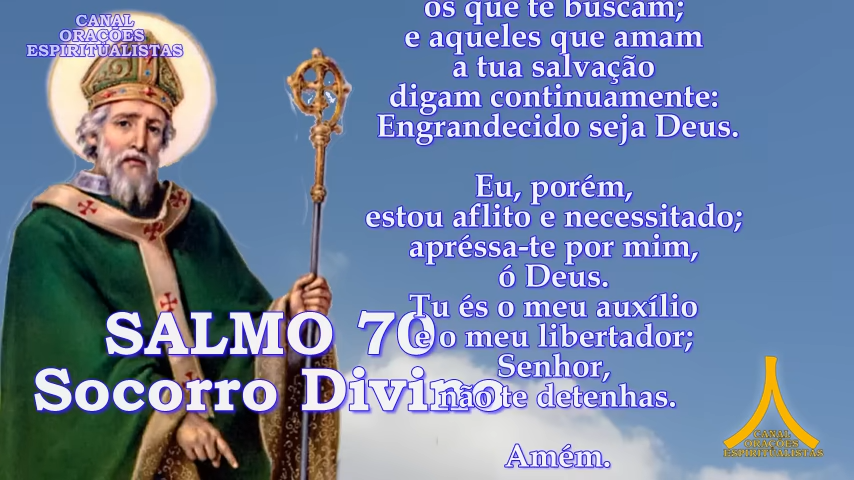 CANAL
ORAÇÕES
ESPIRITUALISTAS
os que te buscam;
e aqueles que amam
a tua salvação
digam continuamente:
Engrandecido seja Deus.
Eu, porém,
estou aflito e necessitado;
apréssa-te por mim,
ó Deus.
Tu és o meu auxílio
e o meu libertador;
Senhor,
não te detenhas.
Amém.
SALMO 70
Socorro Divino
CANAL
ORAÇÕES
ESPIRITUALISTAS